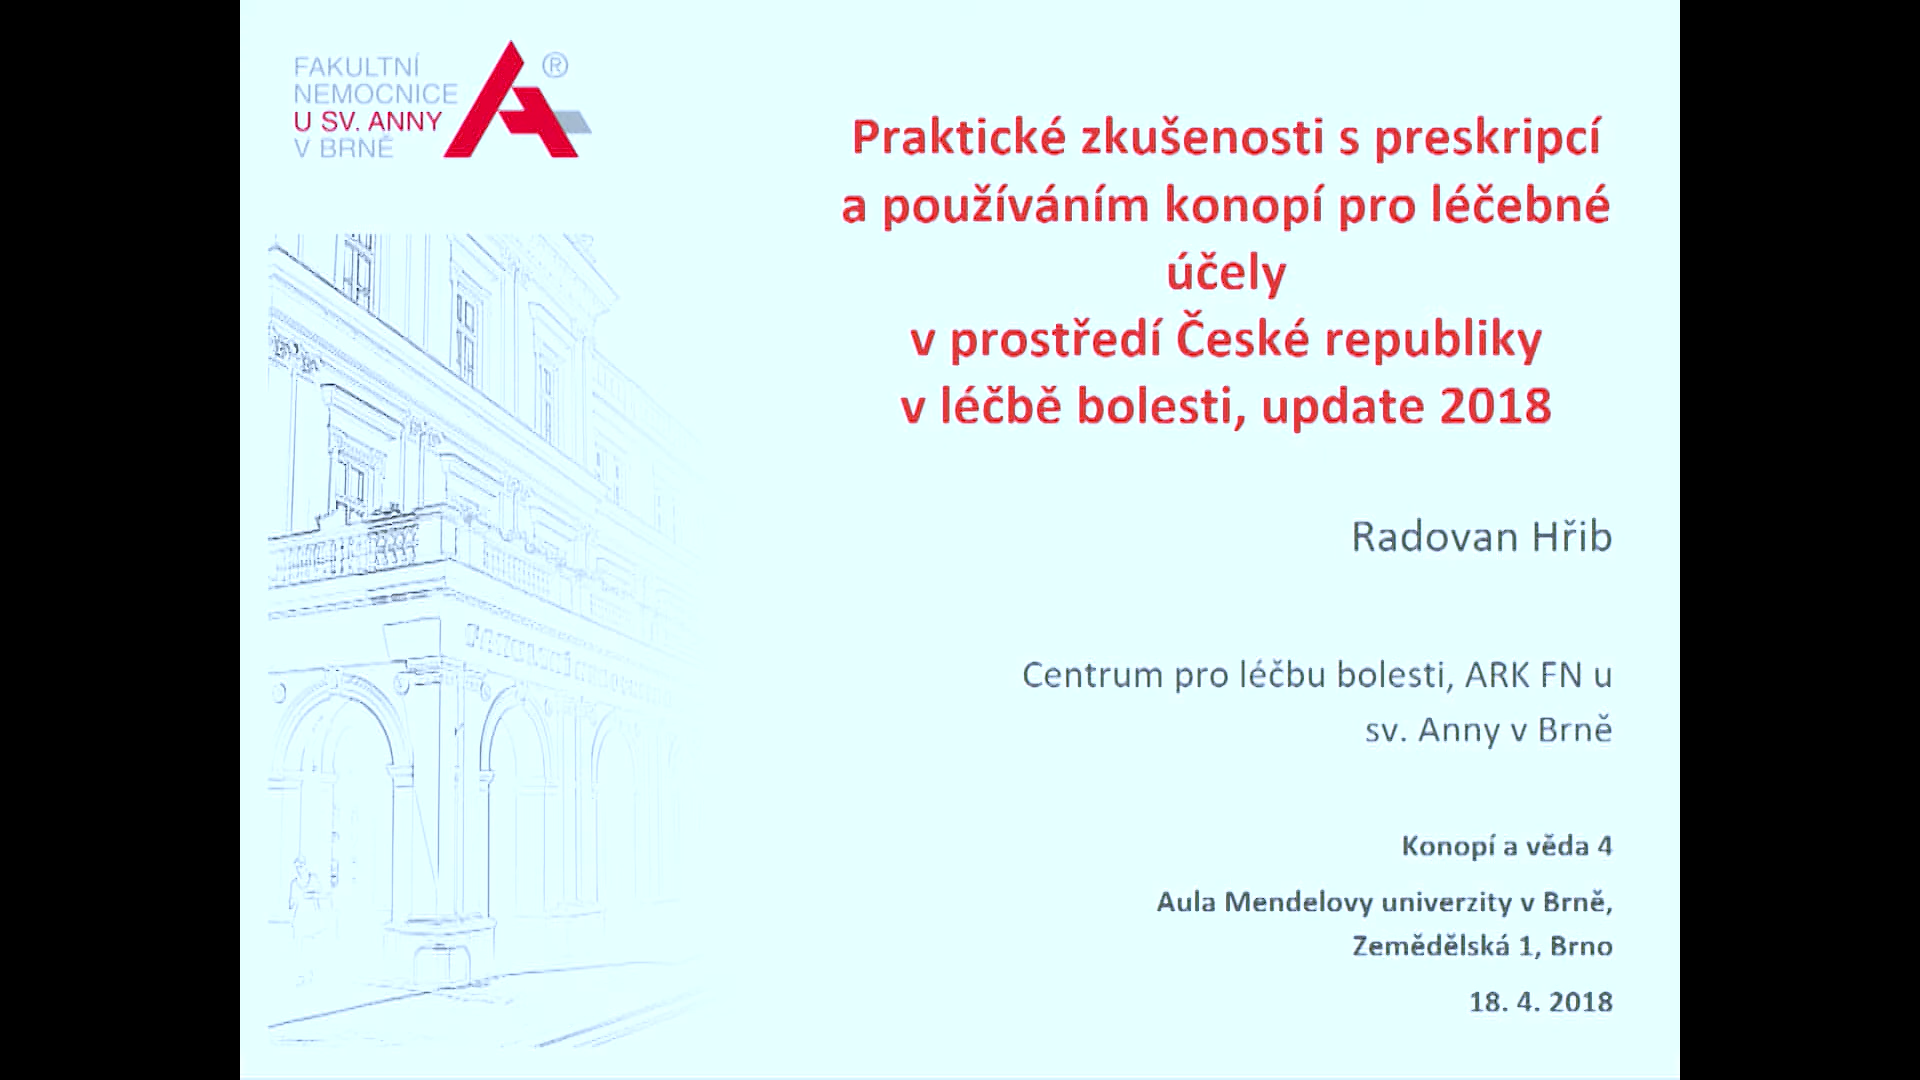 FAKULTNÍ
NEMOCNICE
U SV. ANNY
V BRNĚ
®
Praktické zkušenosti s preskripcí
a používáním konopí pro léčebné
účely
v prostředí České republiky
v léčbě bolesti, update 2018
Radovan Hřib
Centrum pro léčbu bolesti, ARK FN u
sv. Anny v Brně
Konopí a věda 4
Aula Mendelovy univerzity v Brně,
Zemědělská 1, Brno
18. 4. 2018